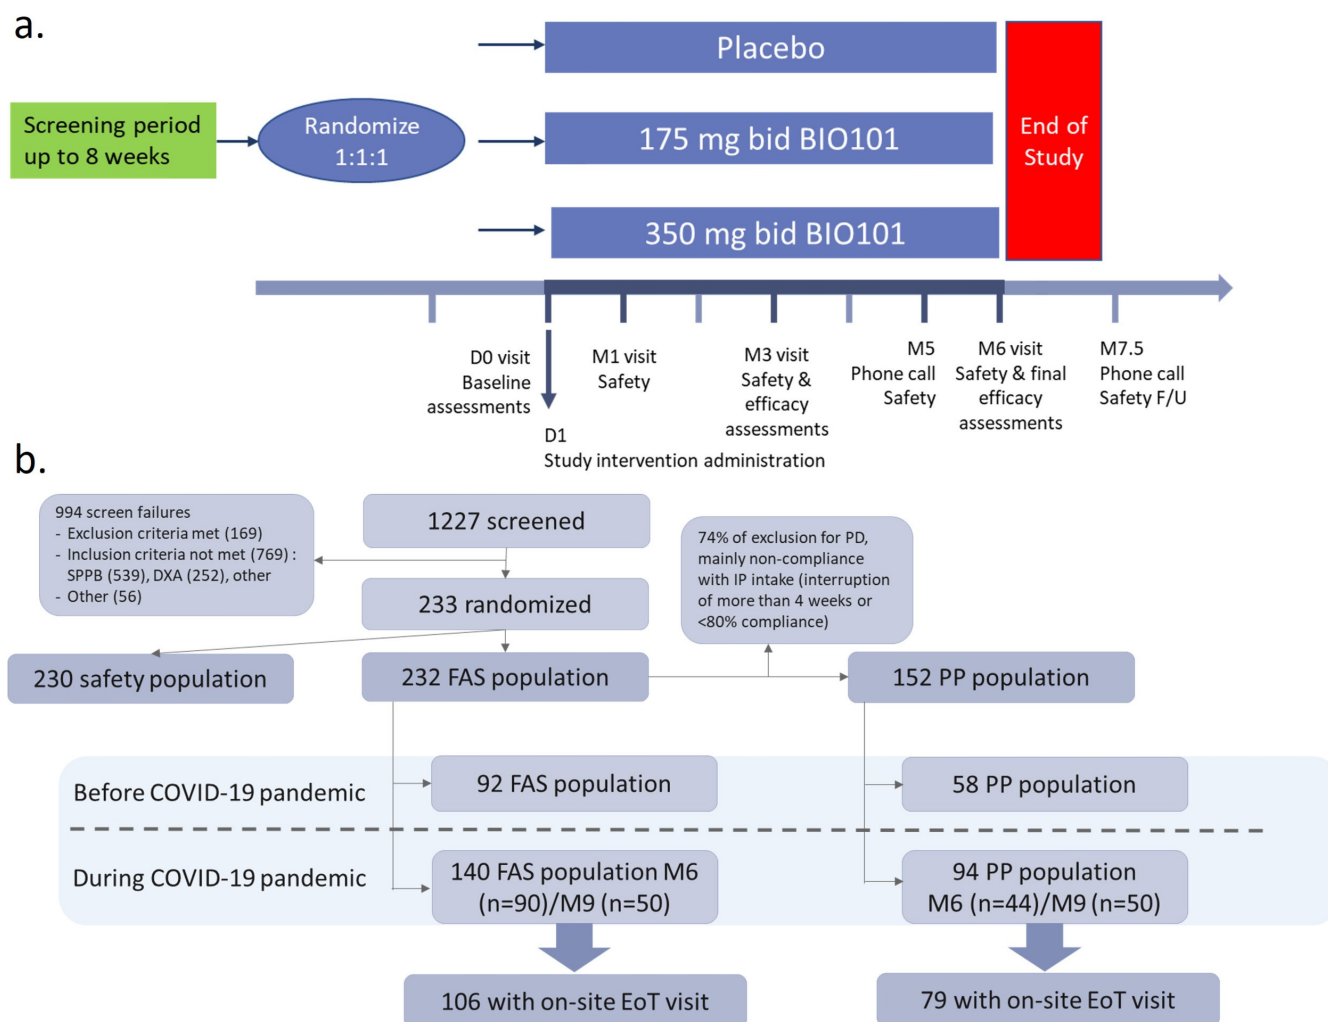 a.
Placebo
Screening period
up to 8 weeks
Randomize
1:1:1
175 mg bid BIO101
End of
Study
350 mg bid BIO101
D0 visit
Baseline
assessments
M1 visit
Safety
M3 visit
Safety &
efficacy
assessments
M5
Phone call
Safety
M6 visit
Safety & final
efficacy
assessments
M7.5
Phone call
Safety F/U
D1
Study intervention administration
b.
994 screen failures
- Exclusion criteria met (169)
- Inclusion criteria not met (769) :
SPPB (539), DXA (252), other
- Other (56)
1227 screened
74% of exclusion for PD,
mainly non-compliance
with IP intake (interruption
of more than 4 weeks or
<80% compliance)
233 randomized
230 safety population
232 FAS population
152 PP population
Before COVID-19 pandemic
92 FAS population
58 PP population
During COVID-19 pandemic
140 FAS population M6
(n=90)/M9 (n=50)
94 PP population
M6 (n=44)/M9 (n=50)
106 with on-site EoT visit
79 with on-site EoT visit